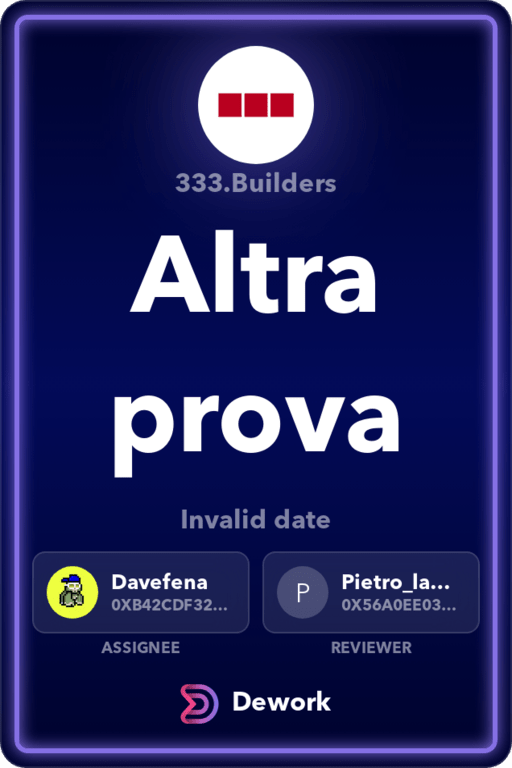 333.Builders
Altra
prova
Invalid date
Davefena
0XB42CDF32...
ASSIGNEE
P
Pietro_la...
0X56A0EE03...
REVIEWER
Dework